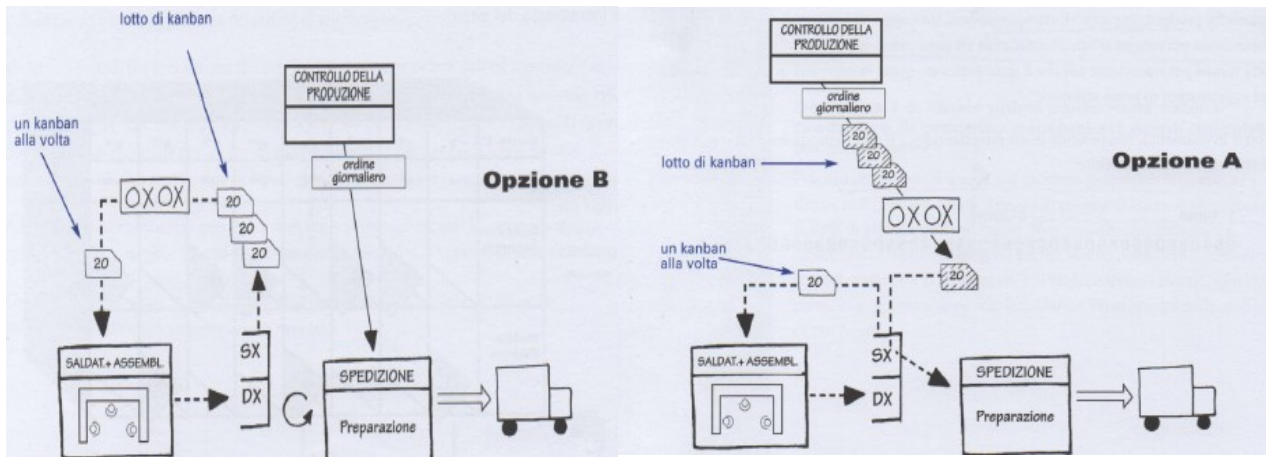 lotto di kanban
CONTROLLO DELLA
PRODUZIONE
un kanban
alla volta
ordine
giornaliero
Opzione B
OXOX
20
20
20
20
SALDAT.+ ASSEMBL.
SX
DX
SPEDIZIONE
Preparazione
CONTROLLO DELLA
PRODUZIONE
ordine
giornaliero
20
20
20
lotto di kanban
Opzione A
OXOX
un kanban
alla volta
20
20
SALDAT.+ ASSEMBL.
SX
DX
SPEDIZIONE
Preparazione